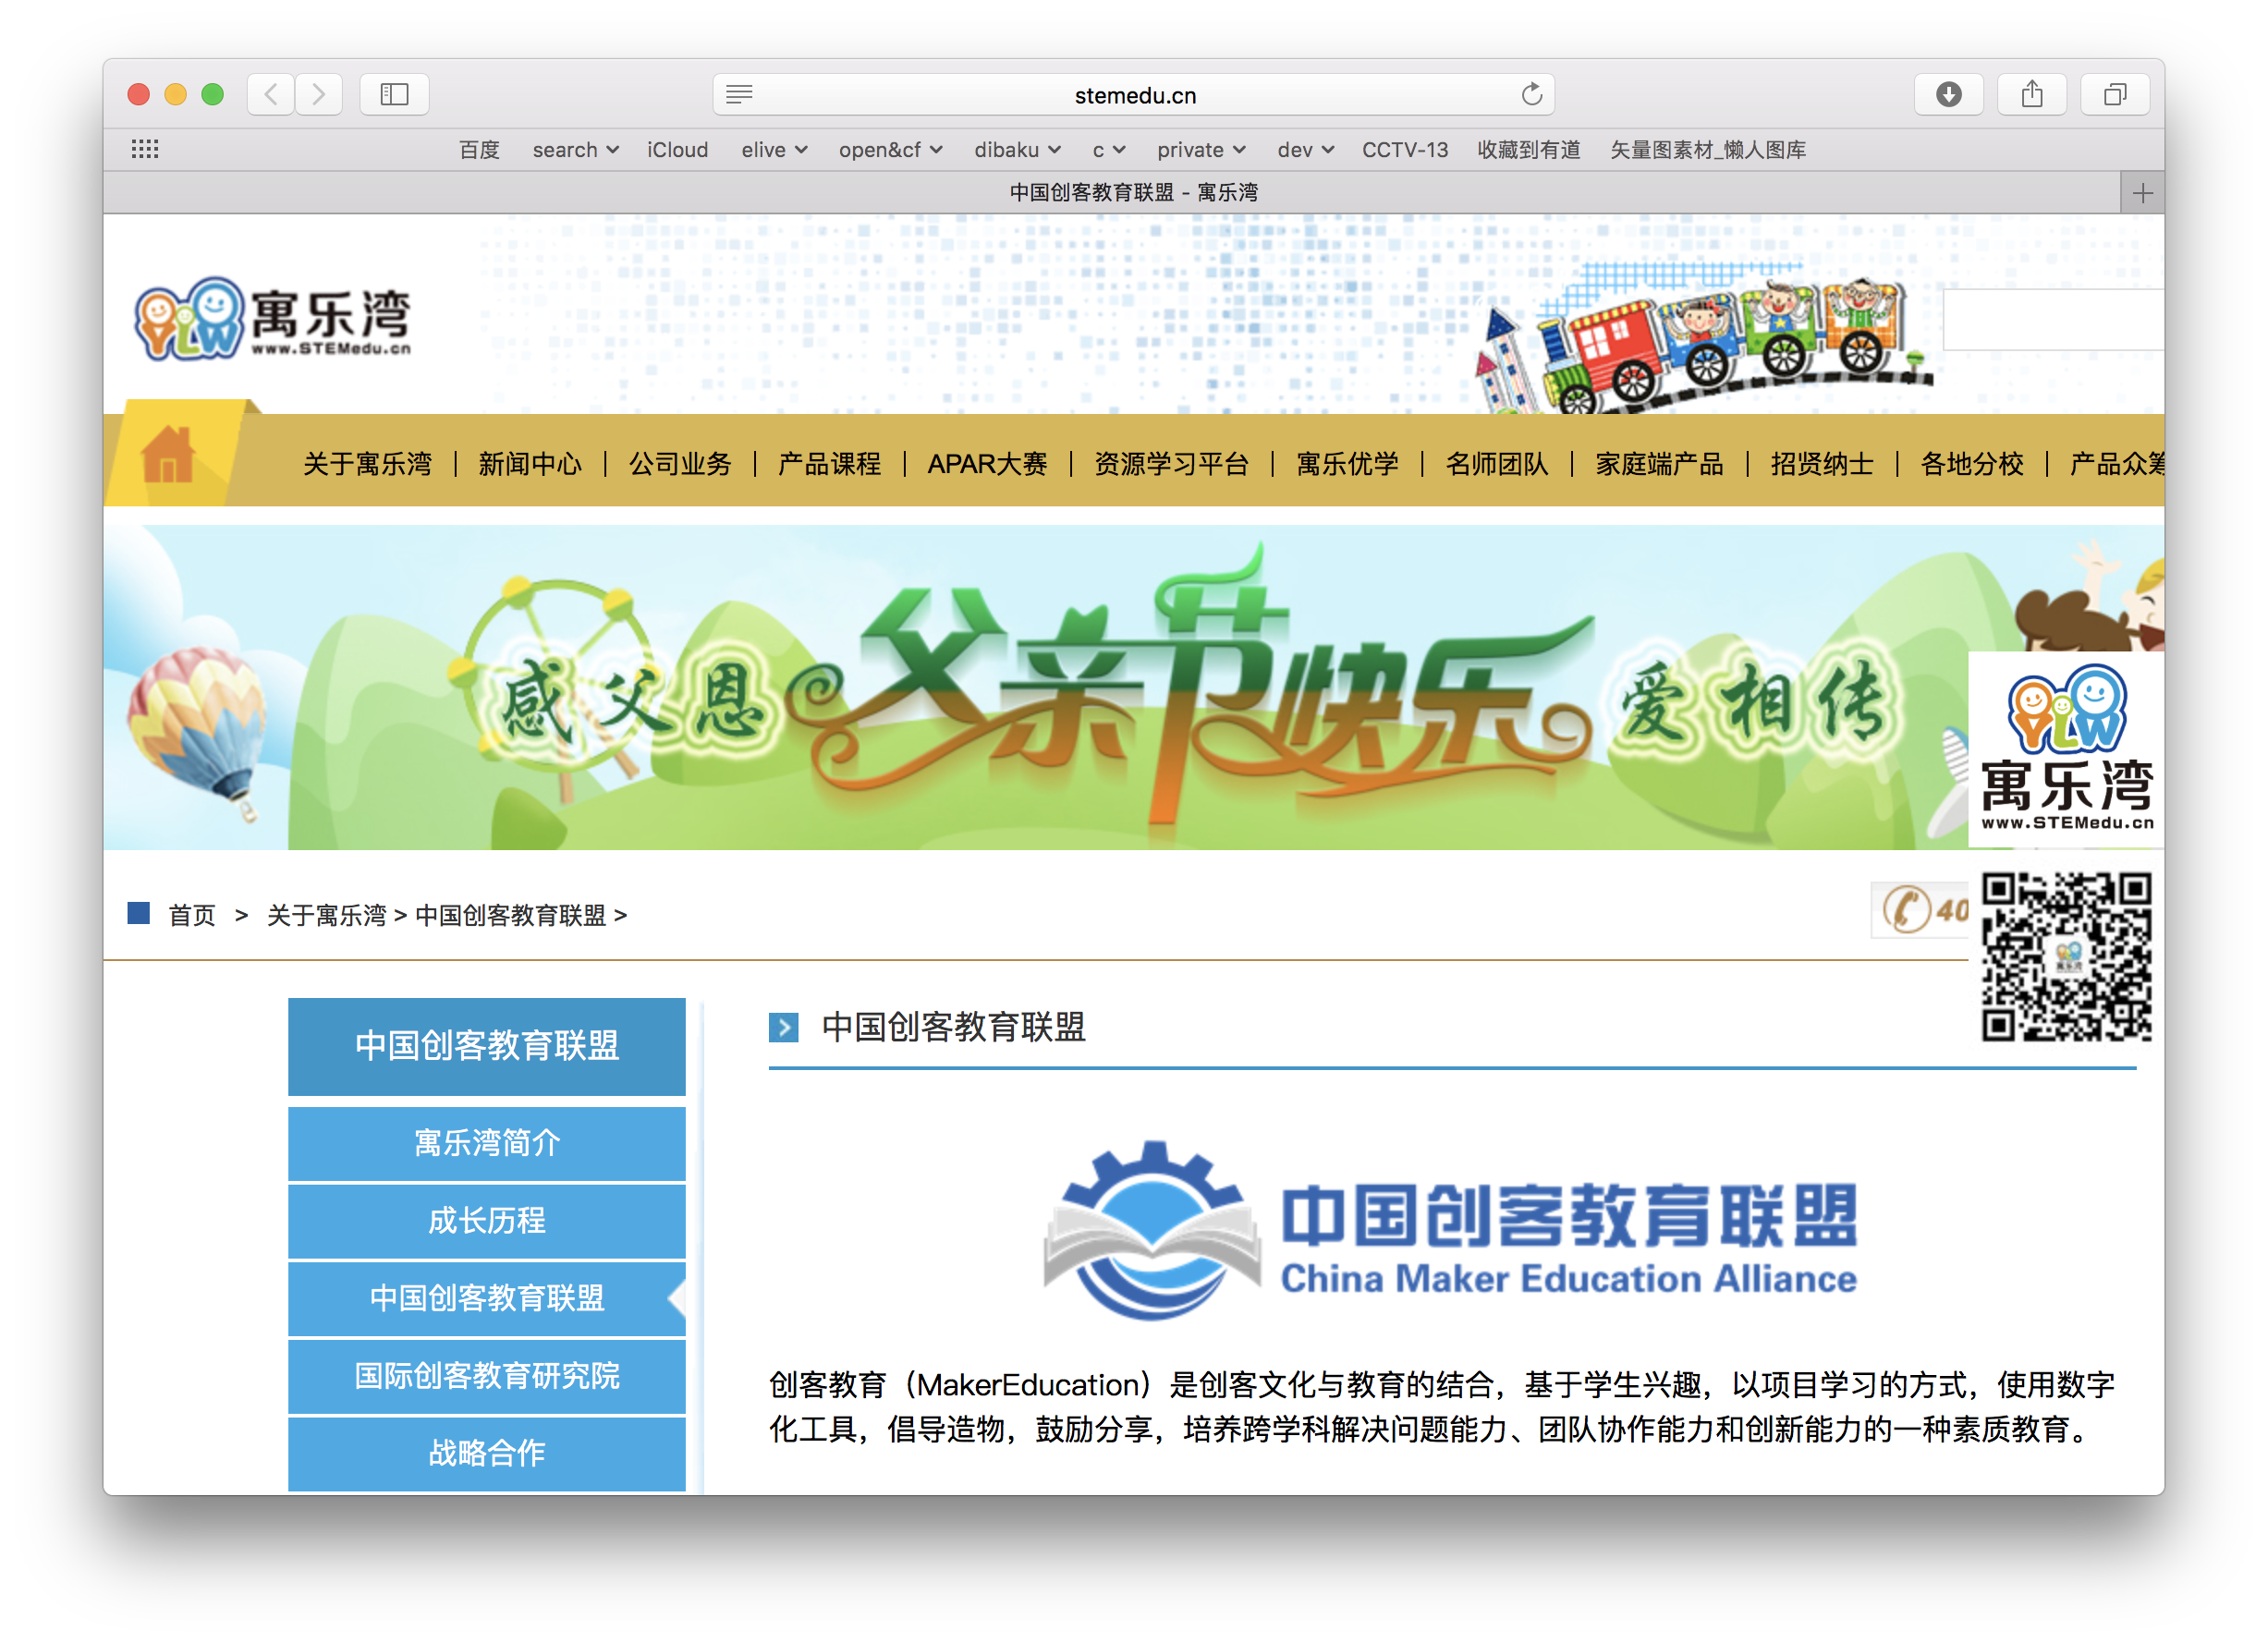 stemedu.cn
百度 search iCloud elive open&cf dibaku c private dev CCTV-13 收藏到有道 矢量图素材_懒人图库
中国创客教育联盟 - 寓乐湾
YLW 寓乐湾
www.STEMedu.cn
关于寓乐湾 | 新闻中心 | 公司业务 | 产品课程 | APAR大赛 | 资源学习平台 | 寓乐优学 | 名师团队 | 家庭端产品 | 招贤纳士 | 各地分校 | 产品众筹
感父恩 父亲节快乐 爱相传
YLW
寓乐湾
www.STEMedu.cn
首页 > 关于寓乐湾 > 中国创客教育联盟 >
40
中国创客教育联盟
寓乐湾简介
成长历程
中国创客教育联盟
国际创客教育研究院
战略合作
中国创客教育联盟
中国创客教育联盟
China Maker Education Alliance
创客教育（MakerEducation）是创客文化与教育的结合，基于学生兴趣，以项目学习的方式，使用数字
化工具，倡导造物，鼓励分享，培养跨学科解决问题能力、团队协作能力和创新能力的一种素质教育。